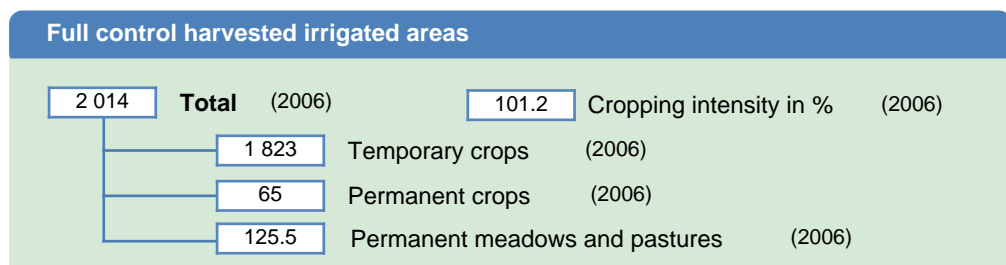 Full control harvested irrigated areas
2 014 Total (2006) 101.2 Cropping intensity in % (2006)
1 823 Temporary crops (2006)
65 Permanent crops (2006)
125.5 Permanent meadows and pastures (2006)